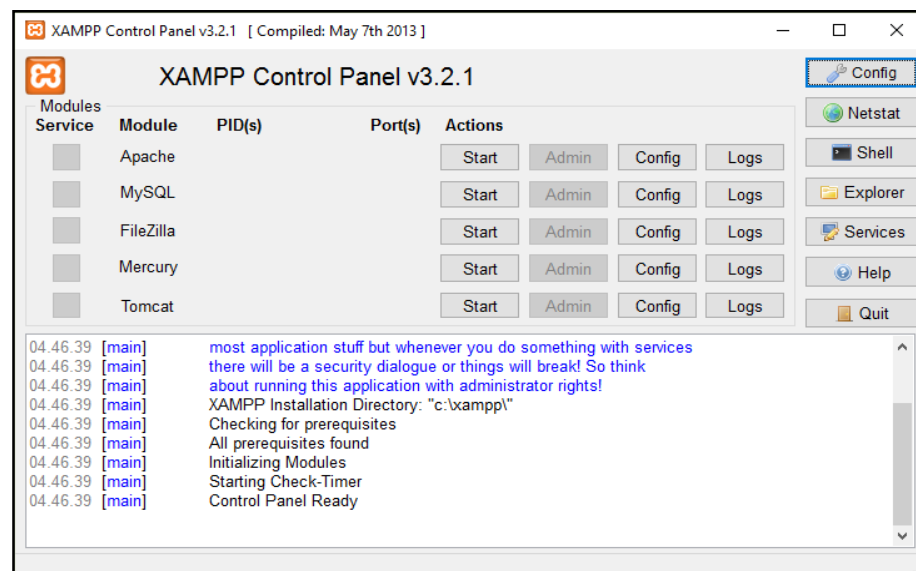 XAMPP Control Panel v3.2.1 [ Compiled: May 7th 2013 ]
XAMPP Control Panel v3.2.1
Config
Modules
Service Module PID(s) Port(s) Actions
Netstat
Apache Start Admin Config Logs
Shell
MySQL Start Admin Config Logs
Explorer
FileZilla Start Admin Config Logs
Services
Mercury Start Admin Config Logs
Help
Tomcat Start Admin Config Logs
Quit
04.46.39 [main] most application stuff but whenever you do something with services
04.46.39 [main] there will be a security dialogue or things will break! So think
04.46.39 [main] about running this application with administrator rights!
04.46.39 [main] XAMPP Installation Directory: "c:\xampp\"
04.46.39 [main] Checking for prerequisites
04.46.39 [main] All prerequisites found
04.46.39 [main] Initializing Modules
04.46.39 [main] Starting Check-Timer
04.46.39 [main] Control Panel Ready